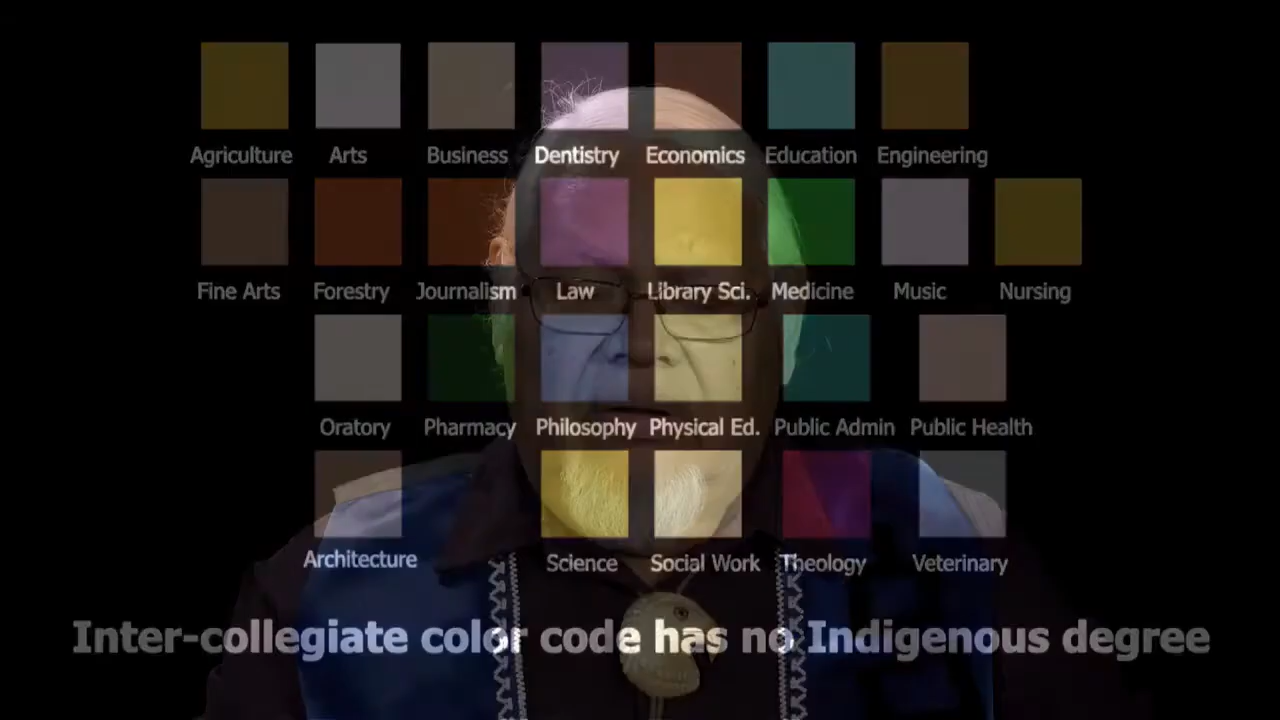 Agriculture Arts Business Dentistry Economics Education Engineering
Fine Arts Forestry Journalism Law Library Sci. Medicine Music Nursing
Oratory Pharmacy Philosophy Physical Ed. Public Admin Public Health
Architecture Science Social Work Theology Veterinary
Inter-collegiate color code has no Indigenous degree